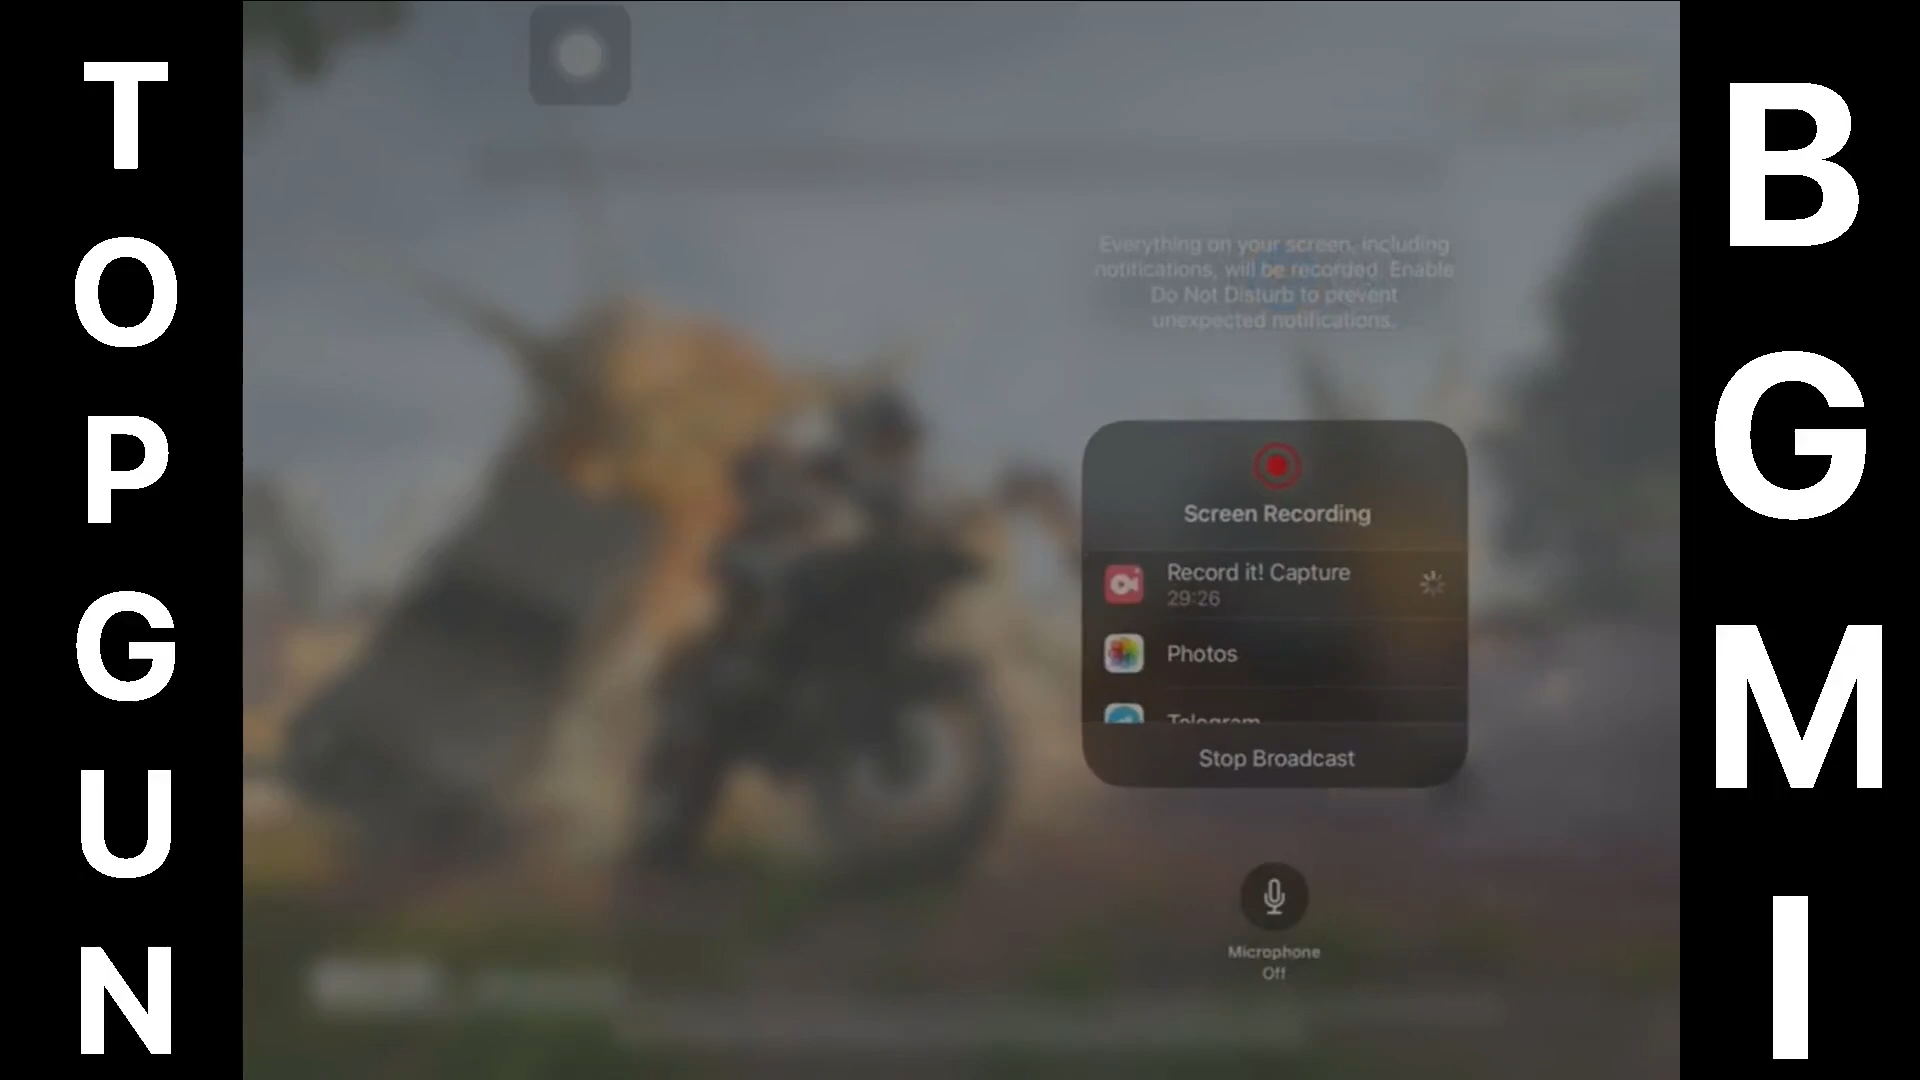 TOPGUN
Everything on your screen, including
notifications, will be recorded. Enable
Do Not Disturb to prevent
unexpected notifications.
Screen Recording
Record it! Capture
29:26
Photos
Telegram
Stop Broadcast
Microphone
Off
BGMI